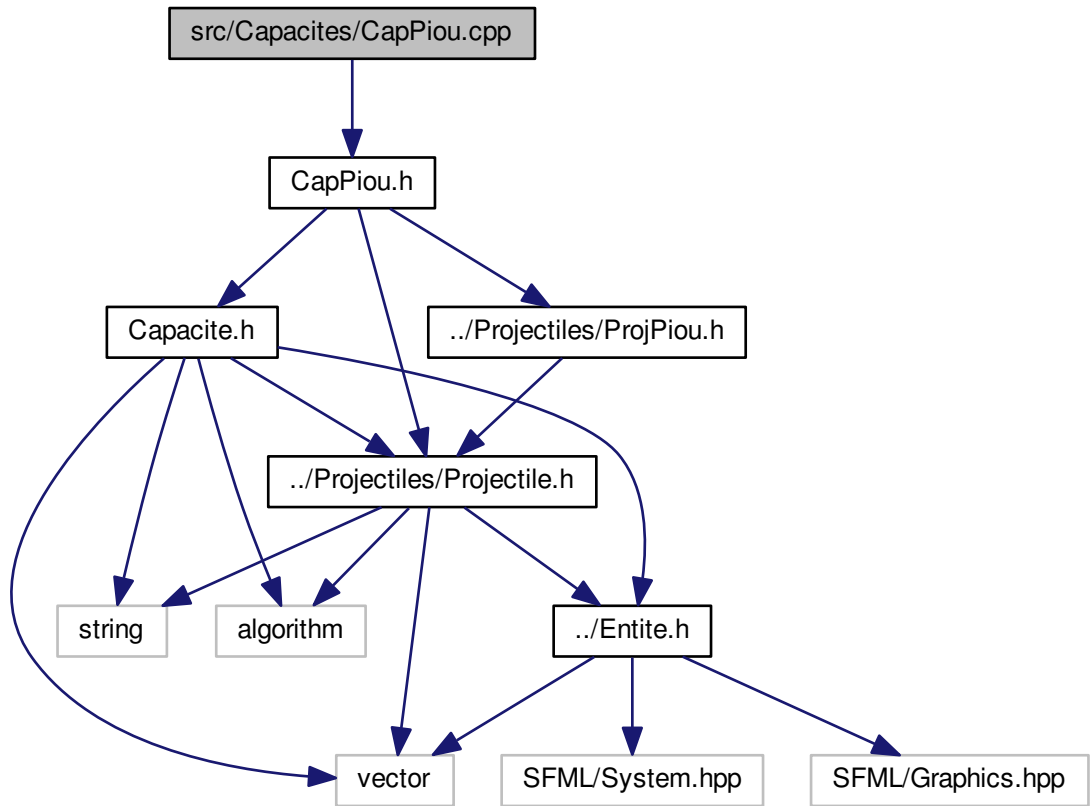 src/Capacites/CapPiou.cpp
CapPiou.h
Capacite.h
../Projectiles/ProjPiou.h
../Projectiles/Projectile.h
string
algorithm
../Entite.h
vector
SFML/System.hpp
SFML/Graphics.hpp